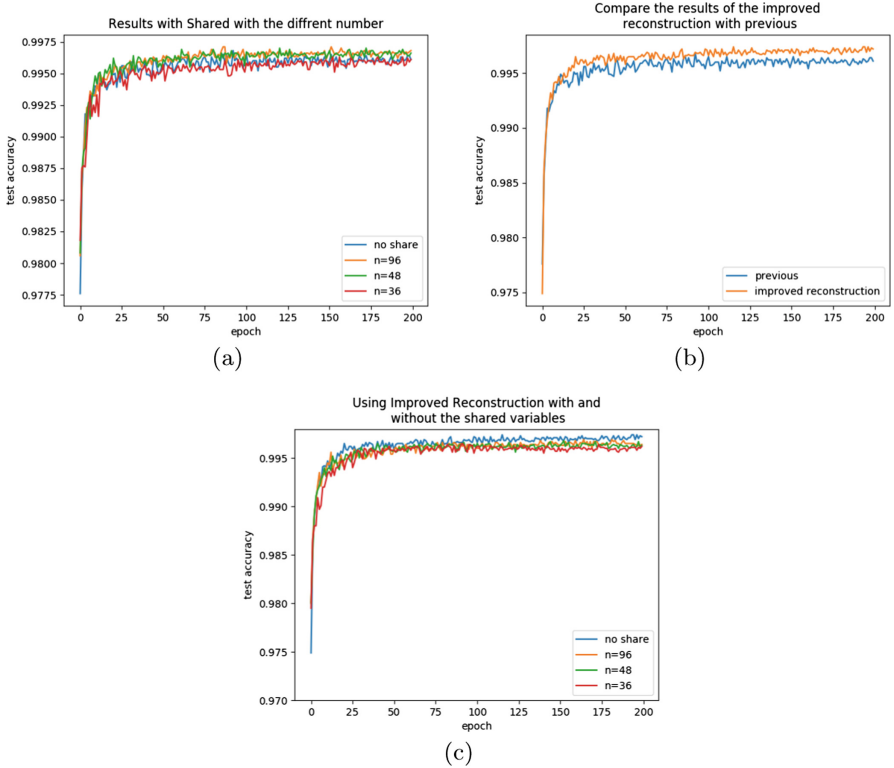 Results with Shared with the diffrent number
0.9975
0.9950
0.9925
0.9900
0.9875
0.9850
0.9825
0.9800
0.9775
test accuracy
no share
n=96
n=48
n=36
0 25 50 75 100 125 150 175 200
epoch
(a)
Compare the results of the improved
reconstruction with previous
0.995
0.990
0.985
0.980
0.975
test accuracy
previous
improved reconstruction
0 25 50 75 100 125 150 175 200
epoch
(b)
Using Improved Reconstruction with and
without the shared variables
0.995
0.990
0.985
0.980
0.975
0.970
test accuracy
no share
n=96
n=48
n=36
0 25 50 75 100 125 150 175 200
epoch
(c)